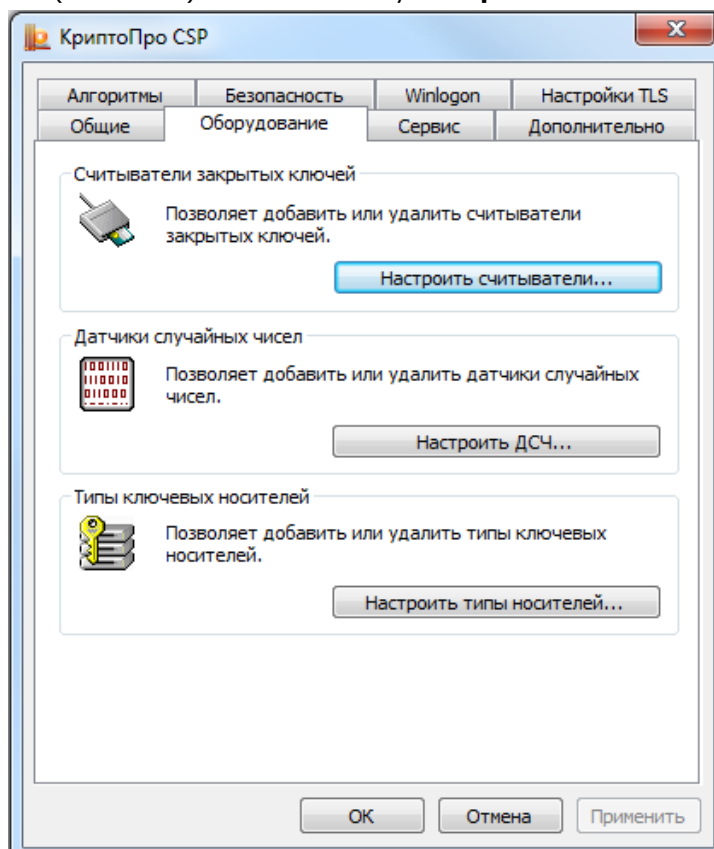 КриптоПро CSP
Алгоритмы Безопасность Winlogon Настройки TLS
Общие Оборудование Сервис Дополнительно
Считыватели закрытых ключей
Позволяет добавить или удалить считыватели
закрытых ключей.
Настроить считыватели...
Датчики случайных чисел
Позволяет добавить или удалить датчики случайных
чисел.
Настроить ДСЧ...
Типы ключевых носителей
Позволяет добавить или удалить типы ключевых
носителей.
Настроить типы носителей...
ОК Отмена Применить